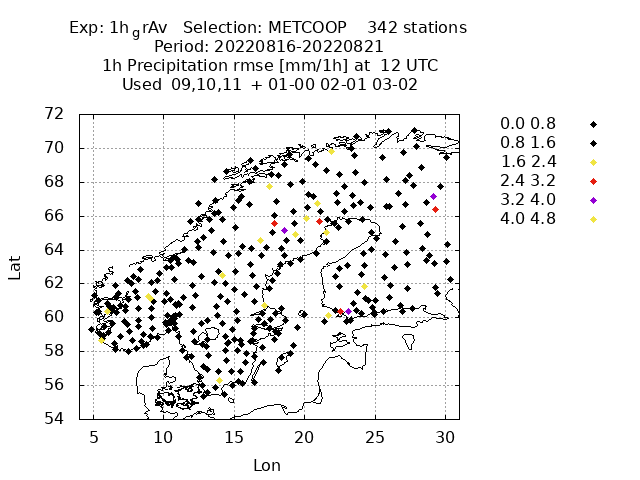 Exp: 1h grAv Selection: METCOOP 342 stations
Period: 20220816-20220821
1h Precipitation rmse [mm/1h] at 12 UTC
Used 09,10,11 + 01-00 02-01 03-02
72
70
68
66
64
62
60
58
56
54
Lat
5 10 15 20 25 30
Lon
0.0 0.8
0.8 1.6
1.6 2.4
2.4 3.2
3.2 4.0
4.0 4.8